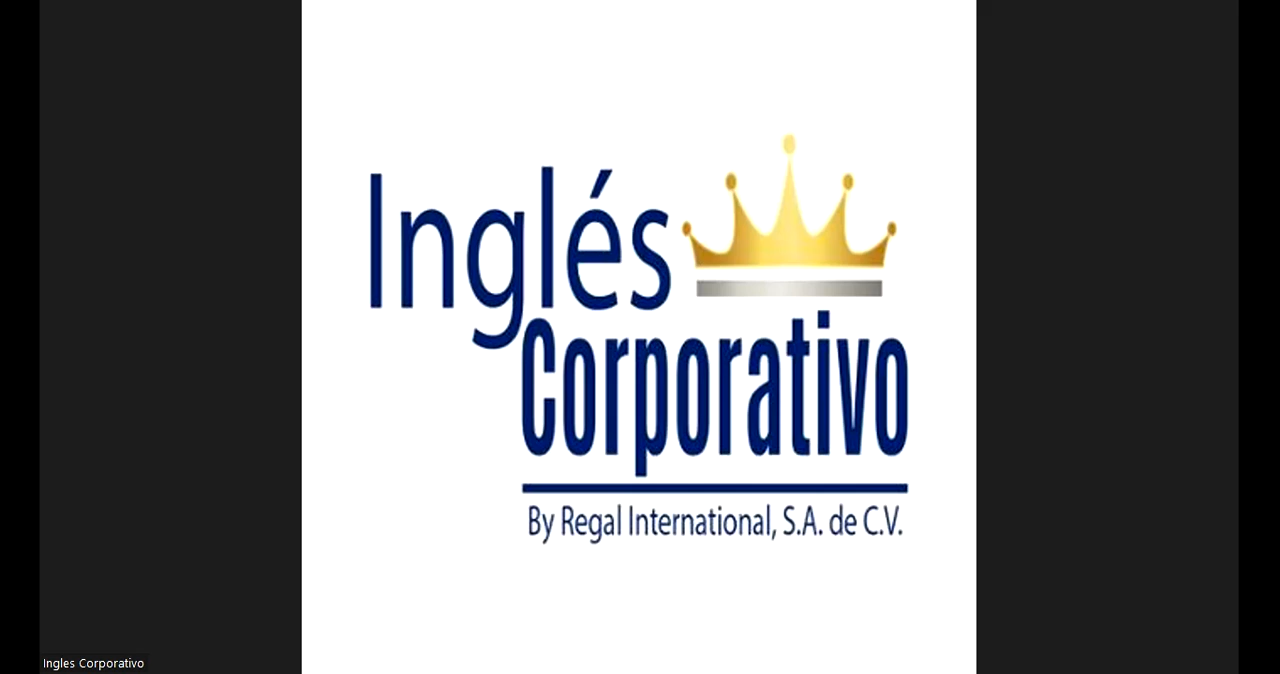 Inglés
Corporativo
By Regal International, S.A. de C.V.
Ingles Corporativo